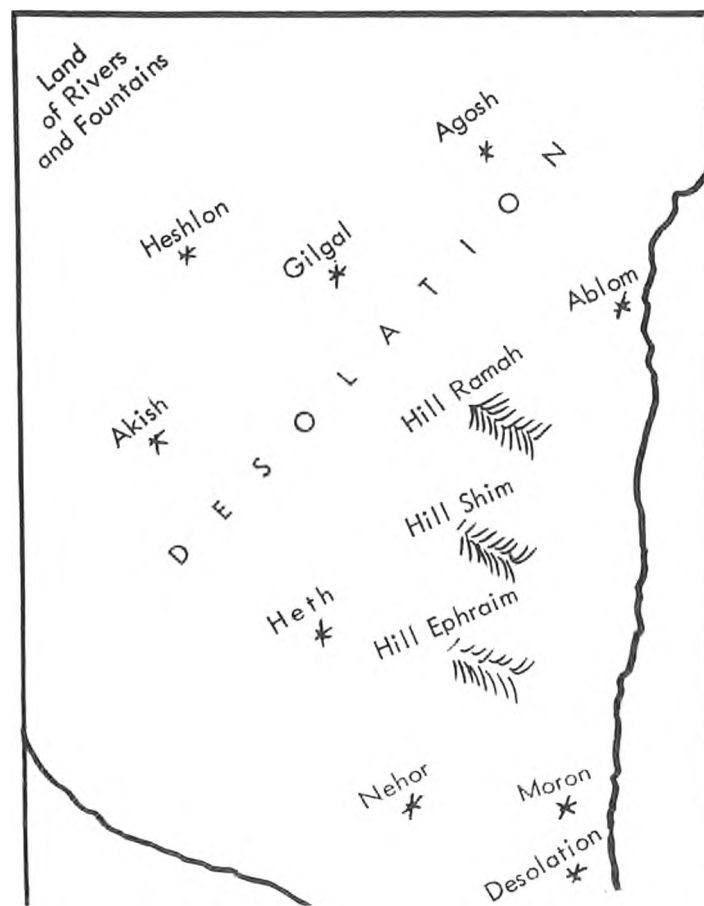 Land
of Rivers
and Fountains
Agosh
Heshlon
Gilgal
DESOLATION
Ablom
Hill Ramah
Akish
Hill Shim
Heth
Hill Ephraim
Nehor
Moron
Desolation